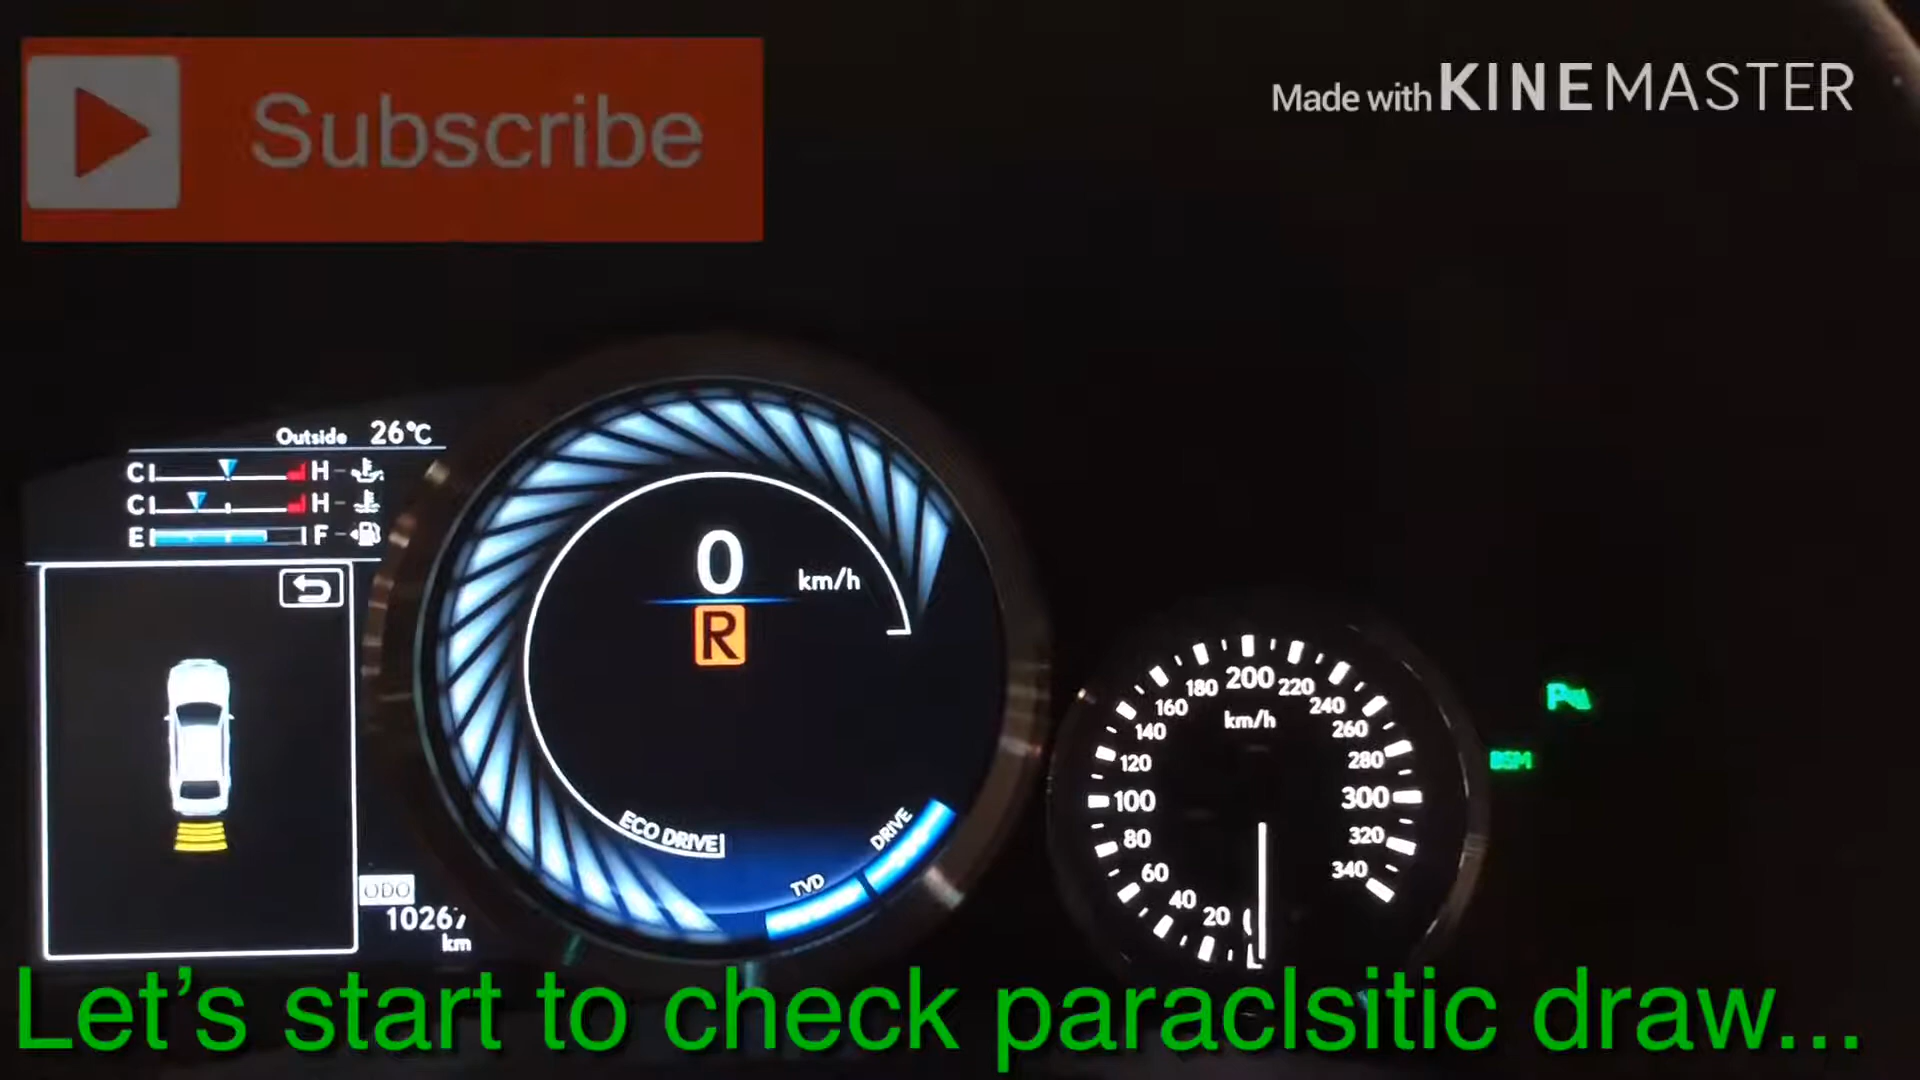 Subscribe
Made with KINEMASTER
Outside 26°C
C H
C H
E F
0
km/h
R
ECO DRIVE
TVD
DRIVE
ODO
10267
km
200
180 220
160 240
km/h
140 260
120 280
100 300
80 320
60 340
40
20
BSM
Let's start to check paraclsitic draw...